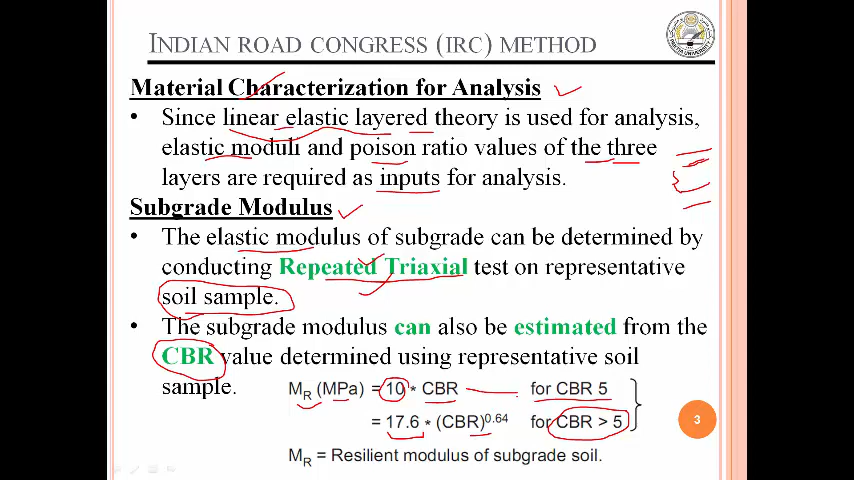 INDIAN ROAD CONGRESS (IRC) METHOD
Material Characterization for Analysis
• Since linear elastic layered theory is used for analysis,
elastic moduli and poison ratio values of the three
layers are required as inputs for analysis.
Subgrade Modulus
• The elastic modulus of subgrade can be determined by
conducting Repeated Triaxial test on representative
soil sample.
• The subgrade modulus can also be estimated from the
CBR value determined using representative soil
sample.
M_R (MPa) = 10 * CBR for CBR 5
= 17.6 * (CBR)^0.64 for CBR > 5
M_R = Resilient modulus of subgrade soil.
3